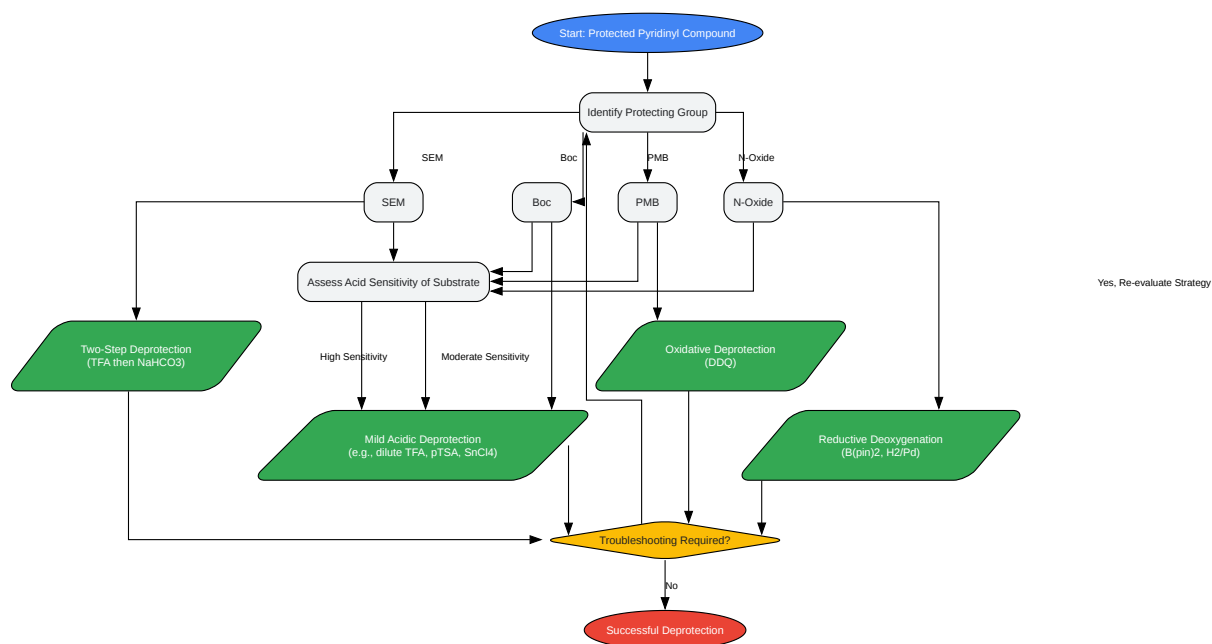 Start: Protected Pyridinyl Compound
Identify Protecting Group
SEM
Boc
PMB
N-Oxide
SEM
Boc
PMB
N-Oxide
Assess Acid Sensitivity of Substrate
Yes, Re-evaluate Strategy
Two-Step Deprotection
(TFA then NaHCO3)
High Sensitivity
Moderate Sensitivity
Oxidative Deprotection
(DDQ)
Mild Acidic Deprotection
(e.g., dilute TFA, pTSA, SnCl4)
Reductive Deoxygenation
(B(pin)2, H2/Pd)
Troubleshooting Required?
No
Successful Deprotection